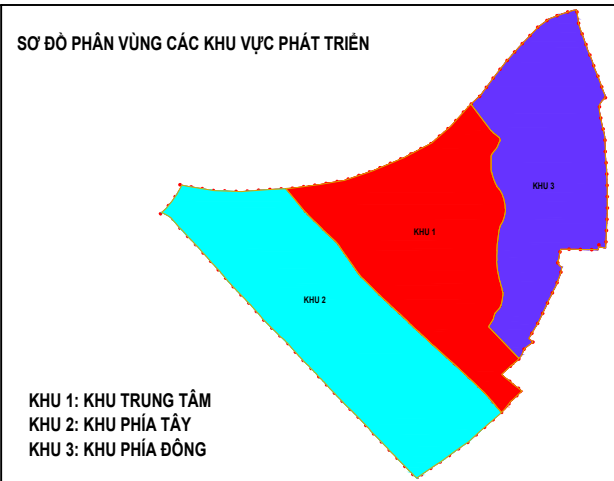 SƠ ĐỒ PHÂN VÙNG CÁC KHU VỰC PHÁT TRIỂN
KHU 3
KHU 1
KHU 2
KHU 1: KHU TRUNG TÂM
KHU 2: KHU PHÍA TÂY
KHU 3: KHU PHÍA ĐÔNG